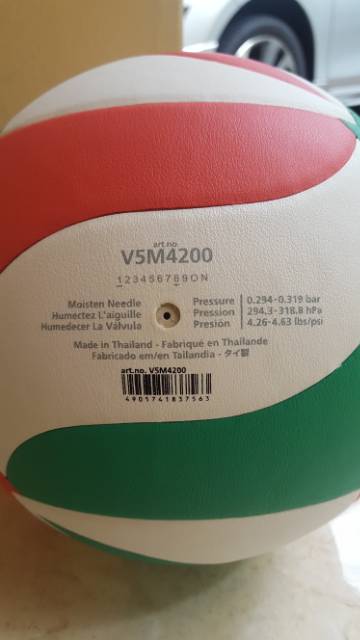 art.no.
V5M4200
1234567890N
Moisten Needle
Humectez L'aiguille
Humedecer La Válvula
Pressure 0.294-0.319 bar
Pression 294.3-318.8 hPa
Presión 4.26-4.63 lbs/psi
Made in Thailand - Fabriqué en Thaïlande
Fabricado em/en Tailandia - タイ製
art.no. V5M4200
4901741837563